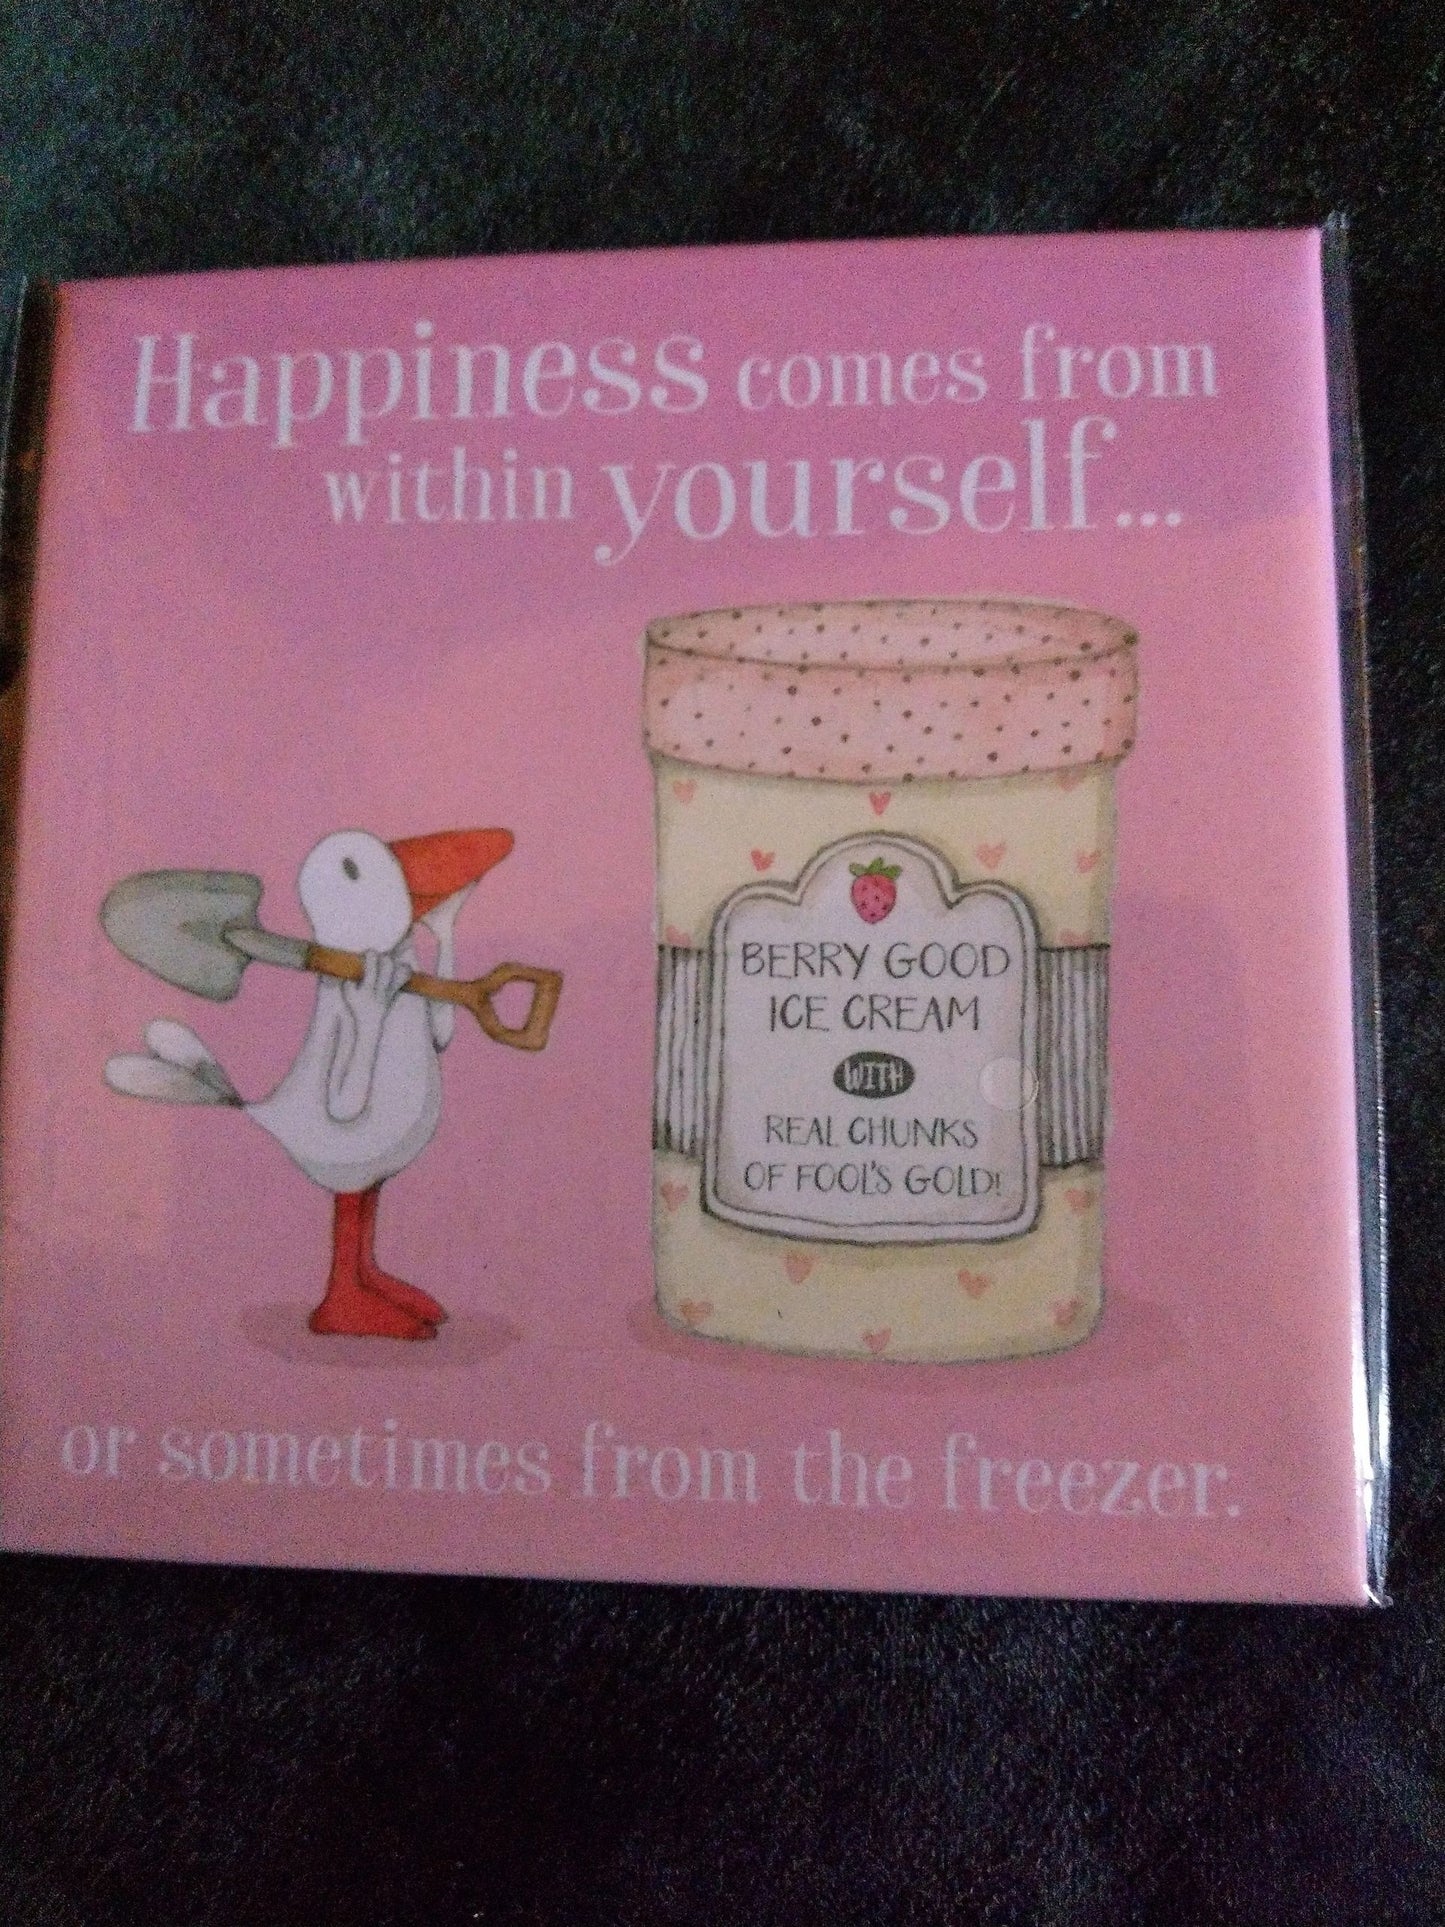 Happiness comes from
within yourself...
BERRY GOOD
ICE CREAM
WITH
REAL CHUNKS
OF FOOL'S GOLD!
or sometimes from the freezer.